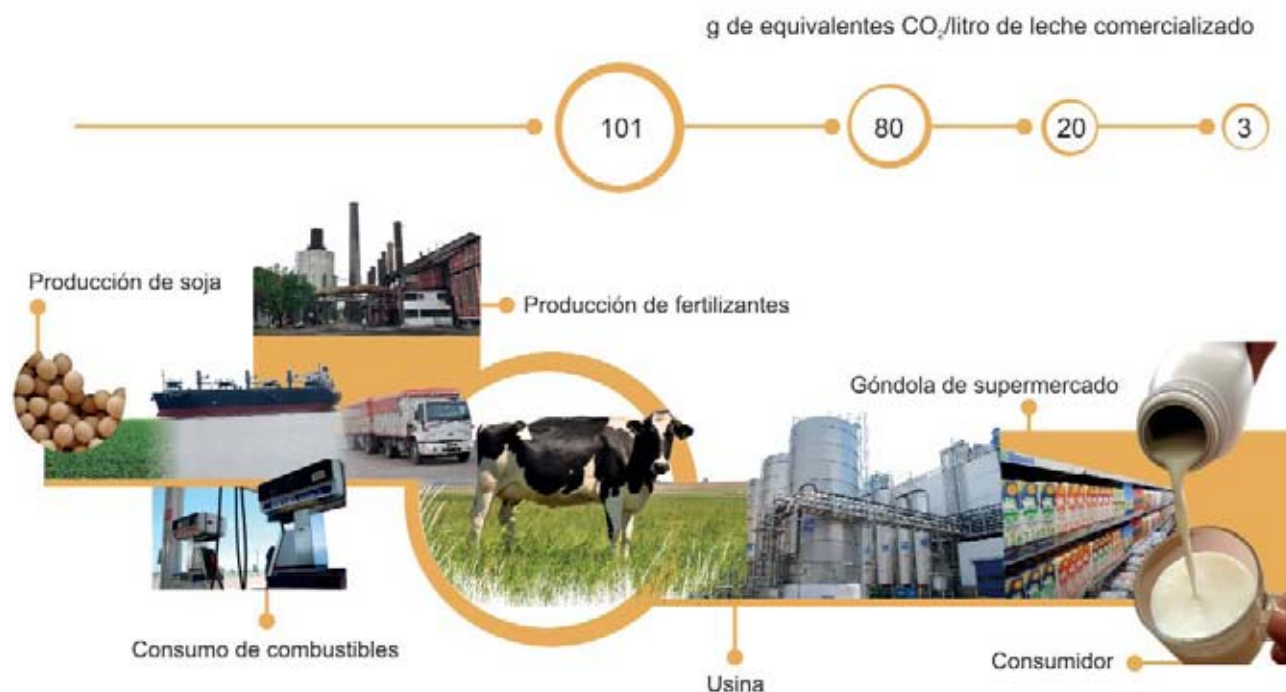 g de equivalentes CO₂/litro de leche comercializado
101
80
20
3
Producción de soja
Producción de fertilizantes
Góndola de supermercado
Consumo de combustibles
Consumidor
Usina